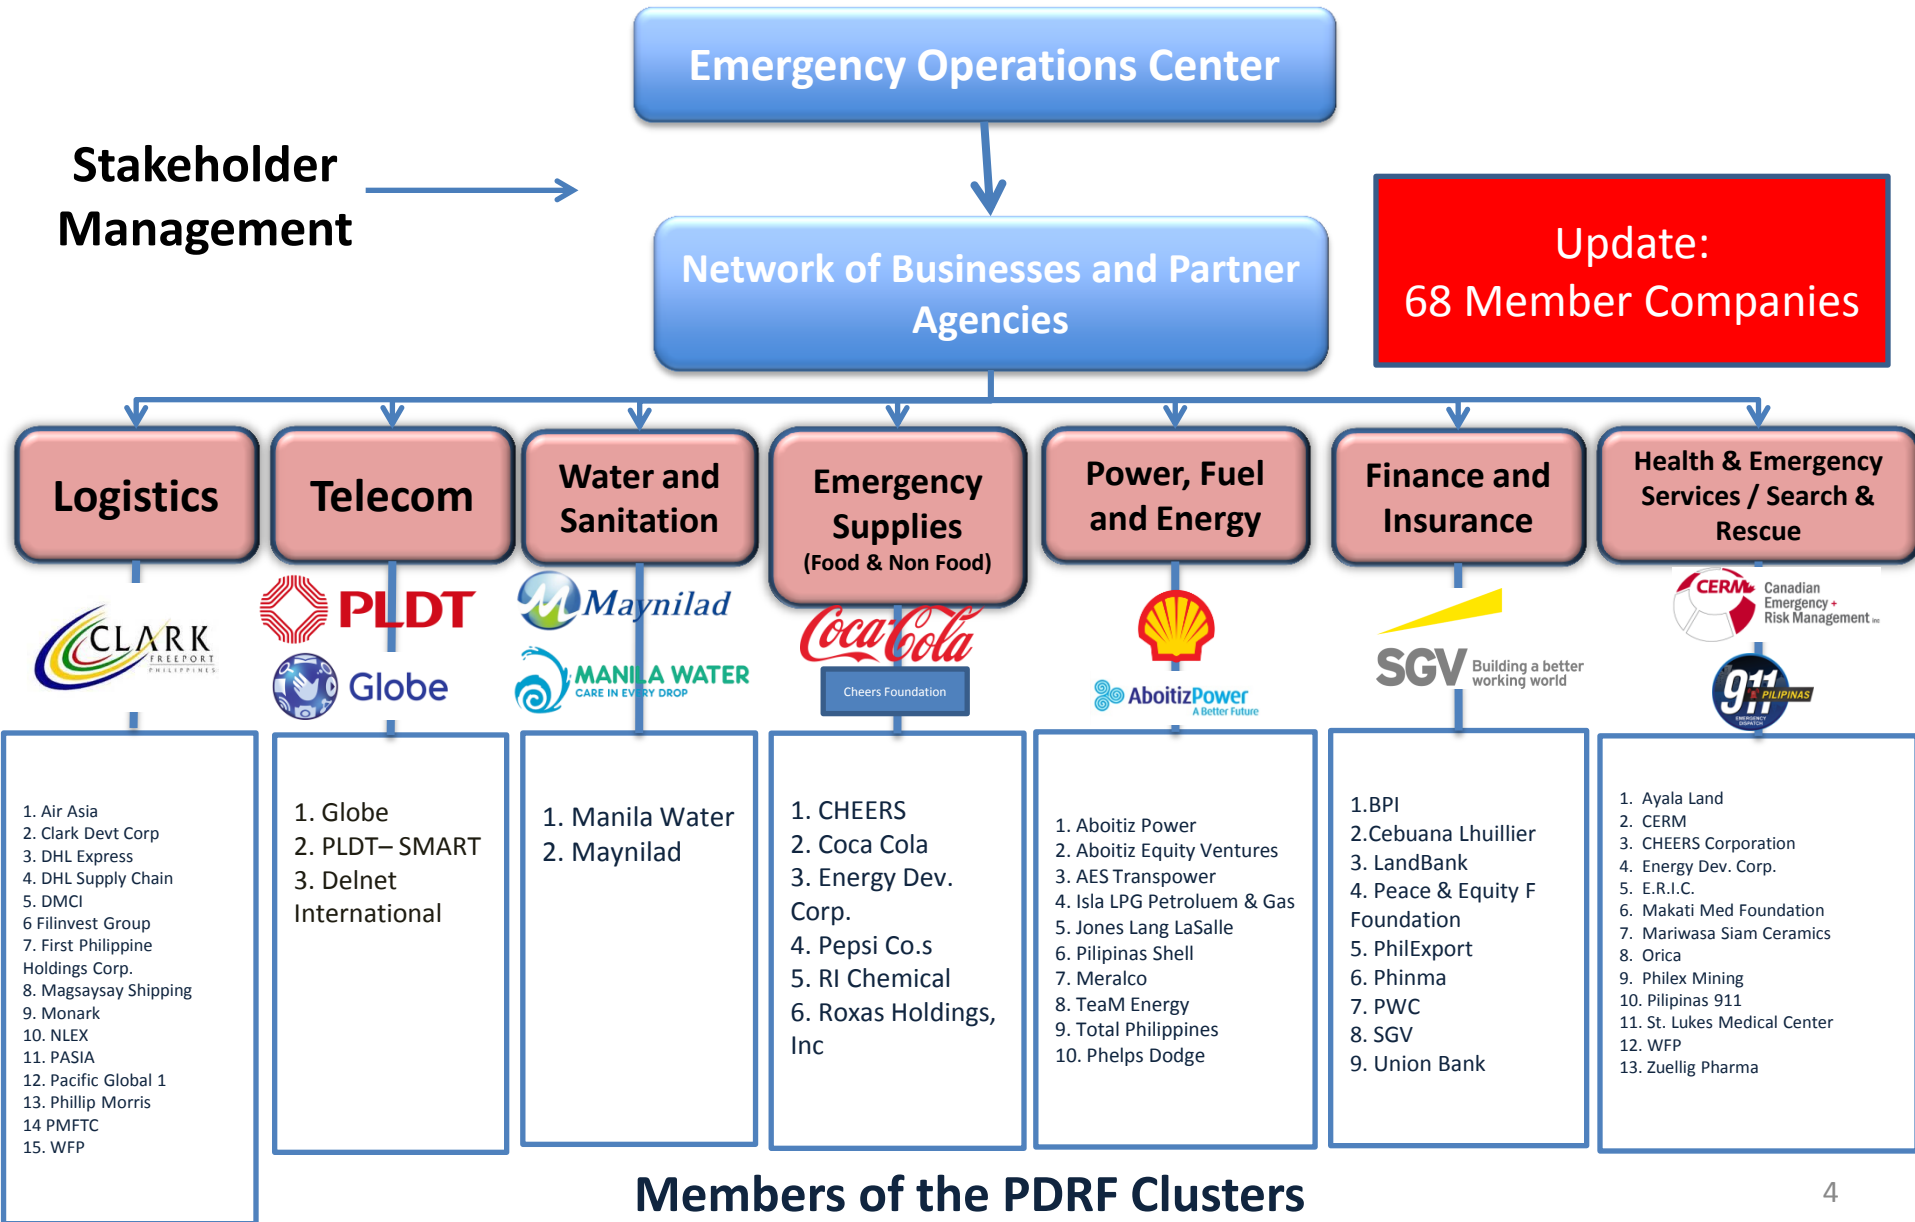 Emergency Operations Center
Stakeholder
Management
Network of Businesses and Partner
Agencies
Update:
68 Member Companies
Logistics
Telecom
Water and
Sanitation
Emergency
Supplies
(Food & Non Food)
Power, Fuel
and Energy
Finance and
Insurance
Health & Emergency
Services / Search &
Rescue
CLARK
FREEPORT
PHILIPPINES
PLDT
Globe
Maynilad
MANILA WATER
CARE IN EVERY DROP
Coca-Cola
Cheers Foundation
AboitizPower
A Better Future
SGV
Building a better
working world
CERM
Canadian
Emergency +
Risk Management inc
911
PILIPINAS
EMERGENCY
DISPATCH
1. Air Asia
2. Clark Devt Corp
3. DHL Express
4. DHL Supply Chain
5. DMCI
6 Filinvest Group
7. First Philippine
Holdings Corp.
8. Magsaysay Shipping
9. Monark
10. NLEX
11. PASIA
12. Pacific Global 1
13. Phillip Morris
14 PMFTC
15. WFP
1. Globe
2. PLDT– SMART
3. Delnet
International
1. Manila Water
2. Maynilad
1. CHEERS
2. Coca Cola
3. Energy Dev.
Corp.
4. Pepsi Co.s
5. RI Chemical
6. Roxas Holdings,
Inc
1. Aboitiz Power
2. Aboitiz Equity Ventures
3. AES Transpower
4. Isla LPG Petroluem & Gas
5. Jones Lang LaSalle
6. Pilipinas Shell
7. Meralco
8. TeaM Energy
9. Total Philippines
10. Phelps Dodge
1.BPI
2.Cebuana Lhuillier
3. LandBank
4. Peace & Equity F
Foundation
5. PhilExport
6. Phinma
7. PWC
8. SGV
9. Union Bank
1. Ayala Land
2. CERM
3. CHEERS Corporation
4. Energy Dev. Corp.
5. E.R.I.C.
6. Makati Med Foundation
7. Mariwasa Siam Ceramics
8. Orica
9. Philex Mining
10. Pilipinas 911
11. St. Lukes Medical Center
12. WFP
13. Zuellig Pharma
Members of the PDRF Clusters
4